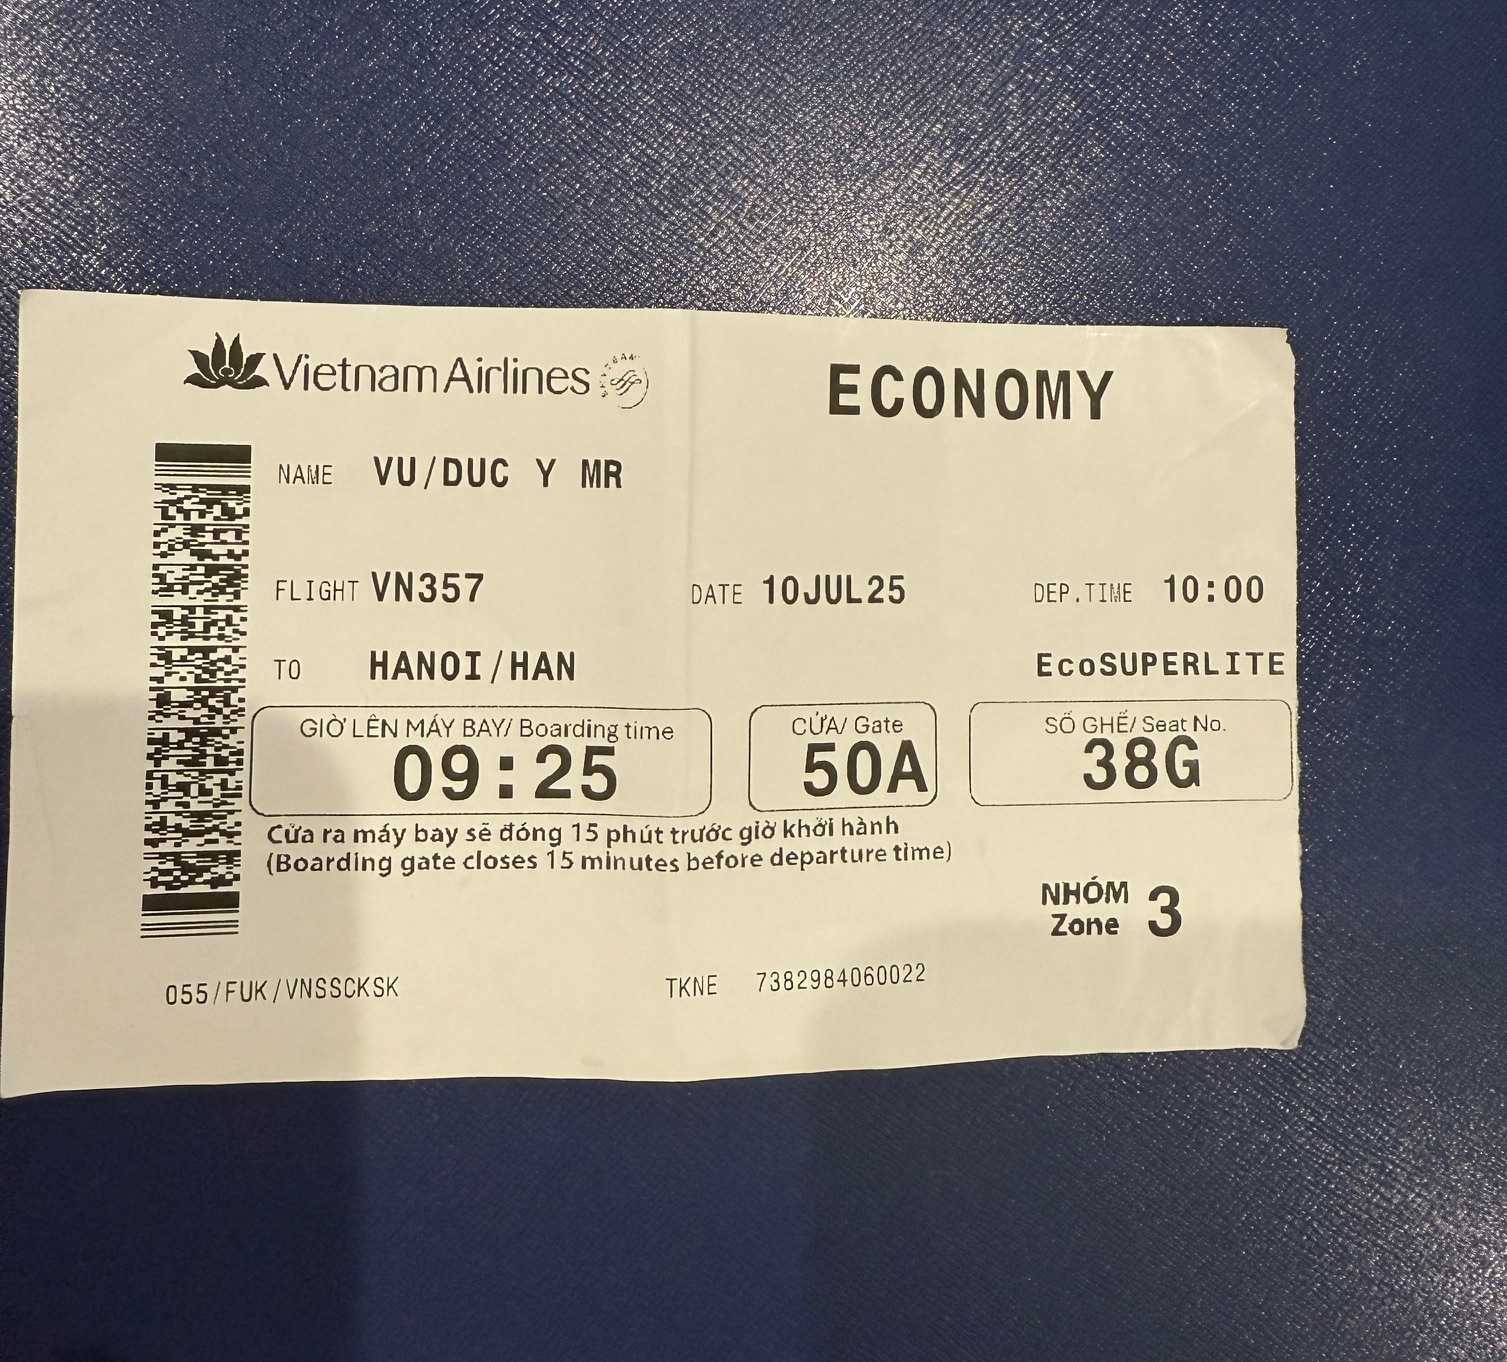 Vietnam Airlines
ECONOMY
NAME VU/DUC Y MR
FLIGHT VN357 DATE 10JUL25 DEP.TIME 10:00
TO HANOI/HAN EcoSUPERLITE
GIỜ LÊN MÁY BAY/ Boarding time CỬA/ Gate SỐ GHẾ/ Seat No.
09:25 50A 38G
Cửa ra máy bay sẽ đóng 15 phút trước giờ khởi hành
(Boarding gate closes 15 minutes before departure time)
NHÓM
Zone 3
055/FUK/VNSSCKSK TKNE 7382984060022